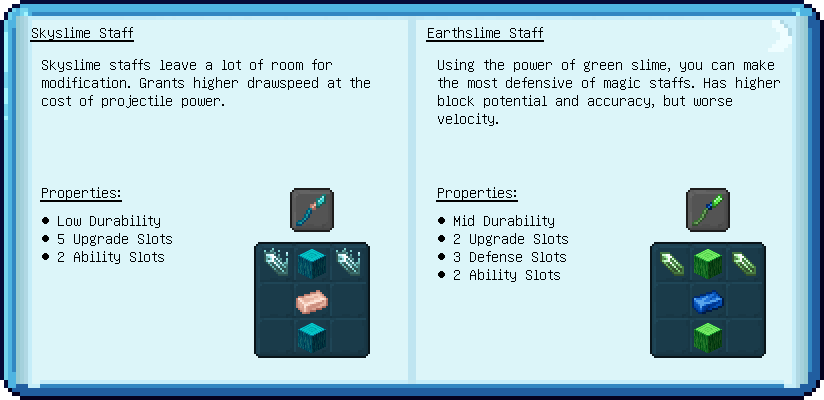 Skyslime Staff
Skyslime staffs leave a lot of room for
modification. Grants higher drawspeed at the
cost of projectile power.
Properties:
● Low Durability
● 5 Upgrade Slots
● 2 Ability Slots
Earthslime Staff
Using the power of green slime, you can make
the most defensive of magic staffs. Has higher
block potential and accuracy, but worse
velocity.
Properties:
● Mid Durability
● 2 Upgrade Slots
● 3 Defense Slots
● 2 Ability Slots